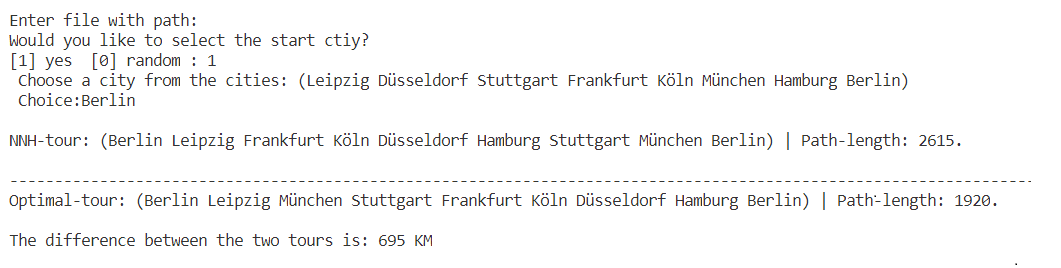 Enter file with path:
Would you like to select the start ctiy?
[1] yes  [0] random : 1
 Choose a city from the cities: (Leipzig Düsseldorf Stuttgart Frankfurt Köln München Hamburg Berlin)
 Choice:Berlin
NNH-tour: (Berlin Leipzig Frankfurt Köln Düsseldorf Hamburg Stuttgart München Berlin) | Path-length: 2615.
-----------------------------------------------------------------------------------------------------------------
Optimal-tour: (Berlin Leipzig München Stuttgart Frankfurt Köln Düsseldorf Hamburg Berlin) | Path-length: 1920.
The difference between the two tours is: 695 KM